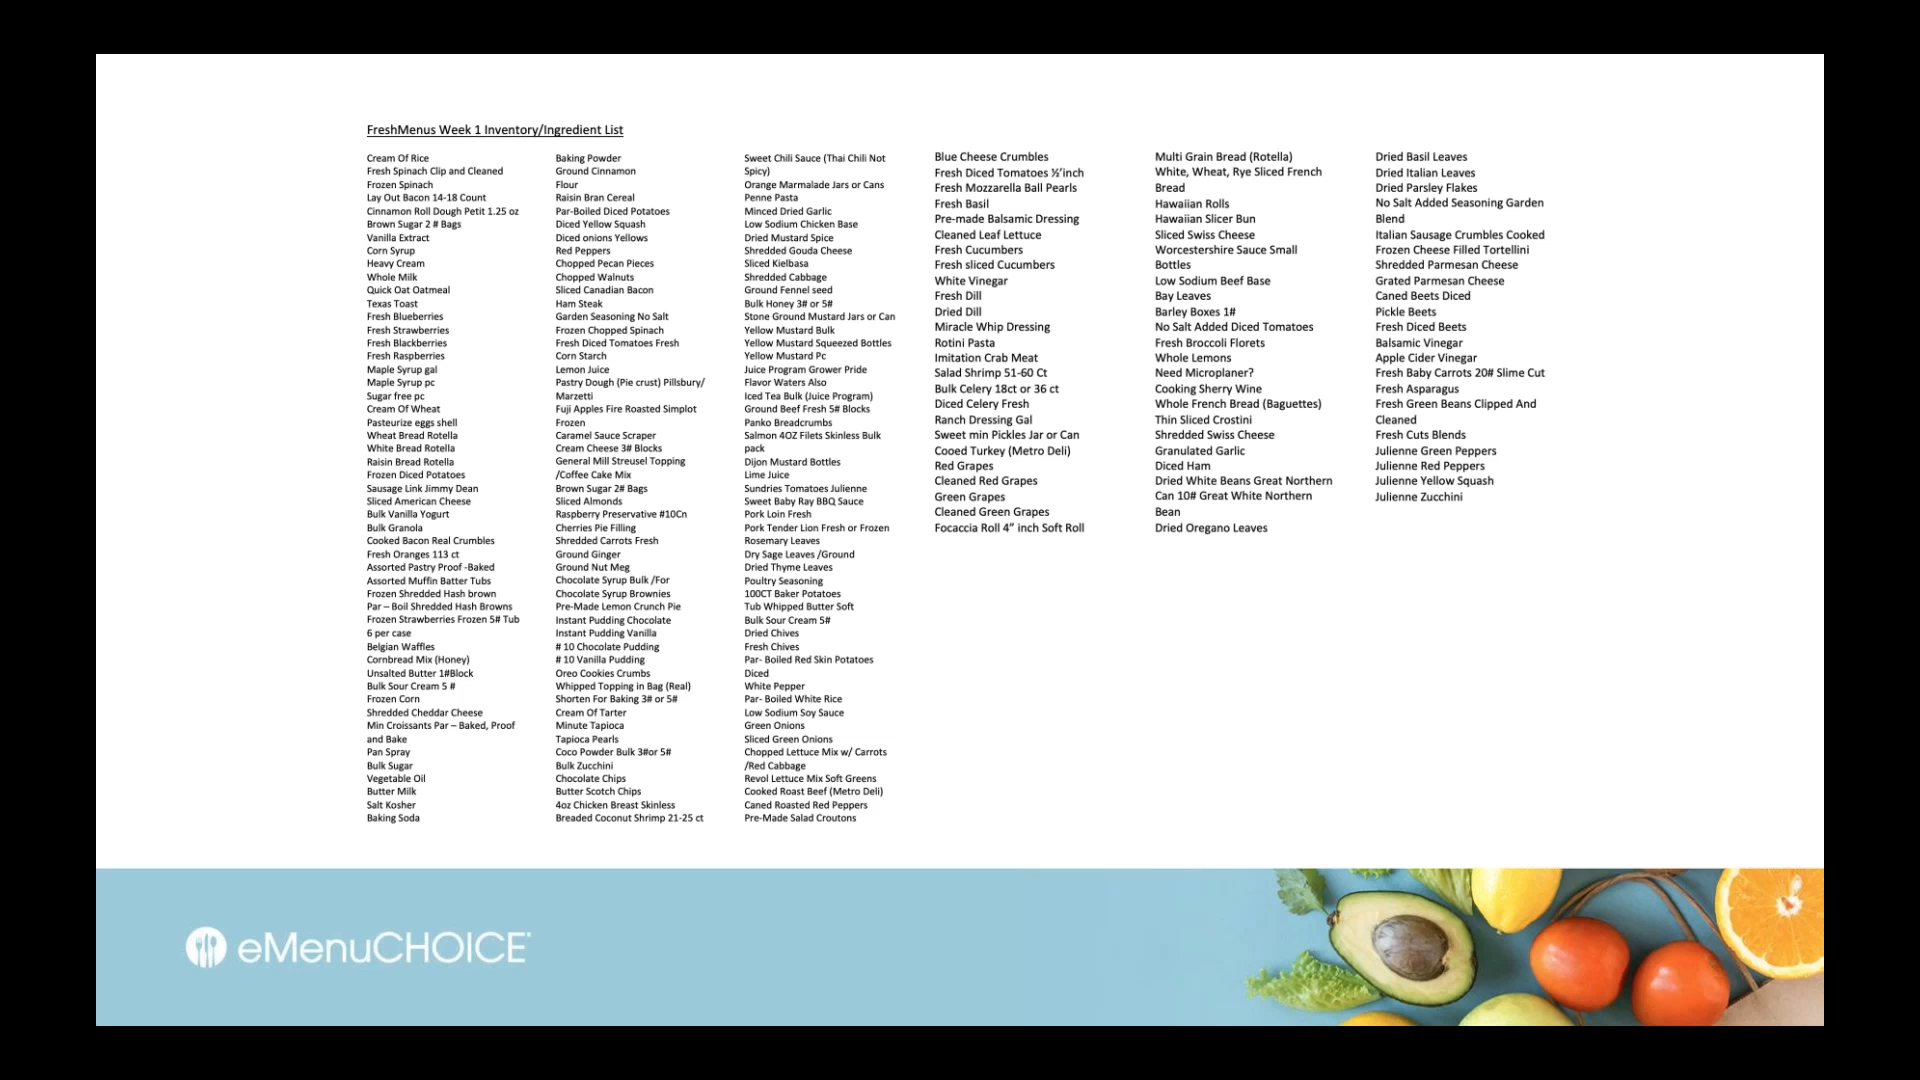 FreshMenus Week 1 Inventory/Ingredient List
Cream Of Rice
Fresh Spinach Clip and Cleaned
Frozen Spinach
Lay Out Bacon 14-18 Count
Cinnamon Roll Dough Petit 1.25 oz
Brown Sugar 2 # Bags
Vanilla Extract
Corn Syrup
Heavy Cream
Whole Milk
Quick Oat Oatmeal
Texas Toast
Fresh Blueberries
Fresh Strawberries
Fresh Blackberries
Fresh Raspberries
Maple Syrup gal
Maple Syrup pc
Sugar free pc
Cream Of Wheat
Pasteurize eggs shell
Wheat Bread Rotella
White Bread Rotella
Raisin Bread Rotella
Frozen Diced Potatoes
Sausage Link Jimmy Dean
Sliced American Cheese
Bulk Vanilla Yogurt
Bulk Granola
Cooked Bacon Real Crumbles
Fresh Oranges 113 ct
Assorted Pastry Proof -Baked
Assorted Muffin Batter Tubs
Frozen Shredded Hash brown
Par – Boil Shredded Hash Browns
Frozen Strawberries Frozen 5# Tub
6 per case
Belgian Waffles
Cornbread Mix (Honey)
Unsalted Butter 1#Block
Bulk Sour Cream 5 #
Frozen Corn
Shredded Cheddar Cheese
Min Croissants Par – Baked, Proof
and Bake
Pan Spray
Bulk Sugar
Vegetable Oil
Butter Milk
Salt Kosher
Baking Soda
Baking Powder
Ground Cinnamon
Flour
Raisin Bran Cereal
Par-Boiled Diced Potatoes
Diced Yellow Squash
Diced onions Yellows
Red Peppers
Chopped Pecan Pieces
Chopped Walnuts
Sliced Canadian Bacon
Ham Steak
Garden Seasoning No Salt
Frozen Chopped Spinach
Fresh Diced Tomatoes Fresh
Corn Starch
Lemon Juice
Pastry Dough (Pie crust) Pillsbury/
Marzetti
Fuji Apples Fire Roasted Simplot
Frozen
Caramel Sauce Scraper
Cream Cheese 3# Blocks
General Mill Streusel Topping
/Coffee Cake Mix
Brown Sugar 2# Bags
Sliced Almonds
Raspberry Preservative #10Cn
Cherries Pie Filling
Shredded Carrots Fresh
Ground Ginger
Ground Nut Meg
Chocolate Syrup Bulk /For
Chocolate Syrup Brownies
Pre-Made Lemon Crunch Pie
Instant Pudding Chocolate
Instant Pudding Vanilla
# 10 Chocolate Pudding
# 10 Vanilla Pudding
Oreo Cookies Crumbs
Whipped Topping in Bag (Real)
Shorten For Baking 3# or 5#
Cream Of Tarter
Minute Tapioca
Tapioca Pearls
Coco Powder Bulk 3#or 5#
Bulk Zucchini
Chocolate Chips
Butter Scotch Chips
4oz Chicken Breast Skinless
Breaded Coconut Shrimp 21-25 ct
Sweet Chili Sauce (Thai Chili Not
Spicy)
Orange Marmalade Jars or Cans
Penne Pasta
Minced Dried Garlic
Low Sodium Chicken Base
Dried Mustard Spice
Shredded Gouda Cheese
Sliced Kielbasa
Shredded Cabbage
Ground Fennel seed
Bulk Honey 3# or 5#
Stone Ground Mustard Jars or Can
Yellow Mustard Bulk
Yellow Mustard Squeezed Bottles
Yellow Mustard Pc
Juice Program Grower Pride
Flavor Waters Also
Iced Tea Bulk (Juice Program)
Ground Beef Fresh 5# Blocks
Panko Breadcrumbs
Salmon 4OZ Filets Skinless Bulk
pack
Dijon Mustard Bottles
Lime Juice
Sundries Tomatoes Julienne
Sweet Baby Ray BBQ Sauce
Pork Loin Fresh
Pork Tender Lion Fresh or Frozen
Rosemary Leaves
Dry Sage Leaves /Ground
Dried Thyme Leaves
Poultry Seasoning
100CT Baker Potatoes
Tub Whipped Butter Soft
Bulk Sour Cream 5#
Dried Chives
Fresh Chives
Par- Boiled Red Skin Potatoes
Diced
White Pepper
Par- Boiled White Rice
Low Sodium Soy Sauce
Green Onions
Sliced Green Onions
Chopped Lettuce Mix w/ Carrots
/Red Cabbage
Revol Lettuce Mix Soft Greens
Cooked Roast Beef (Metro Deli)
Caned Roasted Red Peppers
Pre-Made Salad Croutons
Blue Cheese Crumbles
Fresh Diced Tomatoes ½'inch
Fresh Mozzarella Ball Pearls
Fresh Basil
Pre-made Balsamic Dressing
Cleaned Leaf Lettuce
Fresh Cucumbers
Fresh sliced Cucumbers
White Vinegar
Fresh Dill
Dried Dill
Miracle Whip Dressing
Rotini Pasta
Imitation Crab Meat
Salad Shrimp 51-60 Ct
Bulk Celery 18ct or 36 ct
Diced Celery Fresh
Ranch Dressing Gal
Sweet min Pickles Jar or Can
Cooed Turkey (Metro Deli)
Red Grapes
Cleaned Red Grapes
Green Grapes
Cleaned Green Grapes
Focaccia Roll 4” inch Soft Roll
Multi Grain Bread (Rotella)
White, Wheat, Rye Sliced French
Bread
Hawaiian Rolls
Hawaiian Slicer Bun
Sliced Swiss Cheese
Worcestershire Sauce Small
Bottles
Low Sodium Beef Base
Bay Leaves
Barley Boxes 1#
No Salt Added Diced Tomatoes
Fresh Broccoli Florets
Whole Lemons
Need Microplaner?
Cooking Sherry Wine
Whole French Bread (Baguettes)
Thin Sliced Crostini
Shredded Swiss Cheese
Granulated Garlic
Diced Ham
Dried White Beans Great Northern
Can 10# Great White Northern
Bean
Dried Oregano Leaves
Dried Basil Leaves
Dried Italian Leaves
Dried Parsley Flakes
No Salt Added Seasoning Garden
Blend
Italian Sausage Crumbles Cooked
Frozen Cheese Filled Tortellini
Shredded Parmesan Cheese
Grated Parmesan Cheese
Caned Beets Diced
Pickle Beets
Fresh Diced Beets
Balsamic Vinegar
Apple Cider Vinegar
Fresh Baby Carrots 20# Slime Cut
Fresh Asparagus
Fresh Green Beans Clipped And
Cleaned
Fresh Cuts Blends
Julienne Green Peppers
Julienne Red Peppers
Julienne Yellow Squash
Julienne Zucchini
eMenuCHOICE